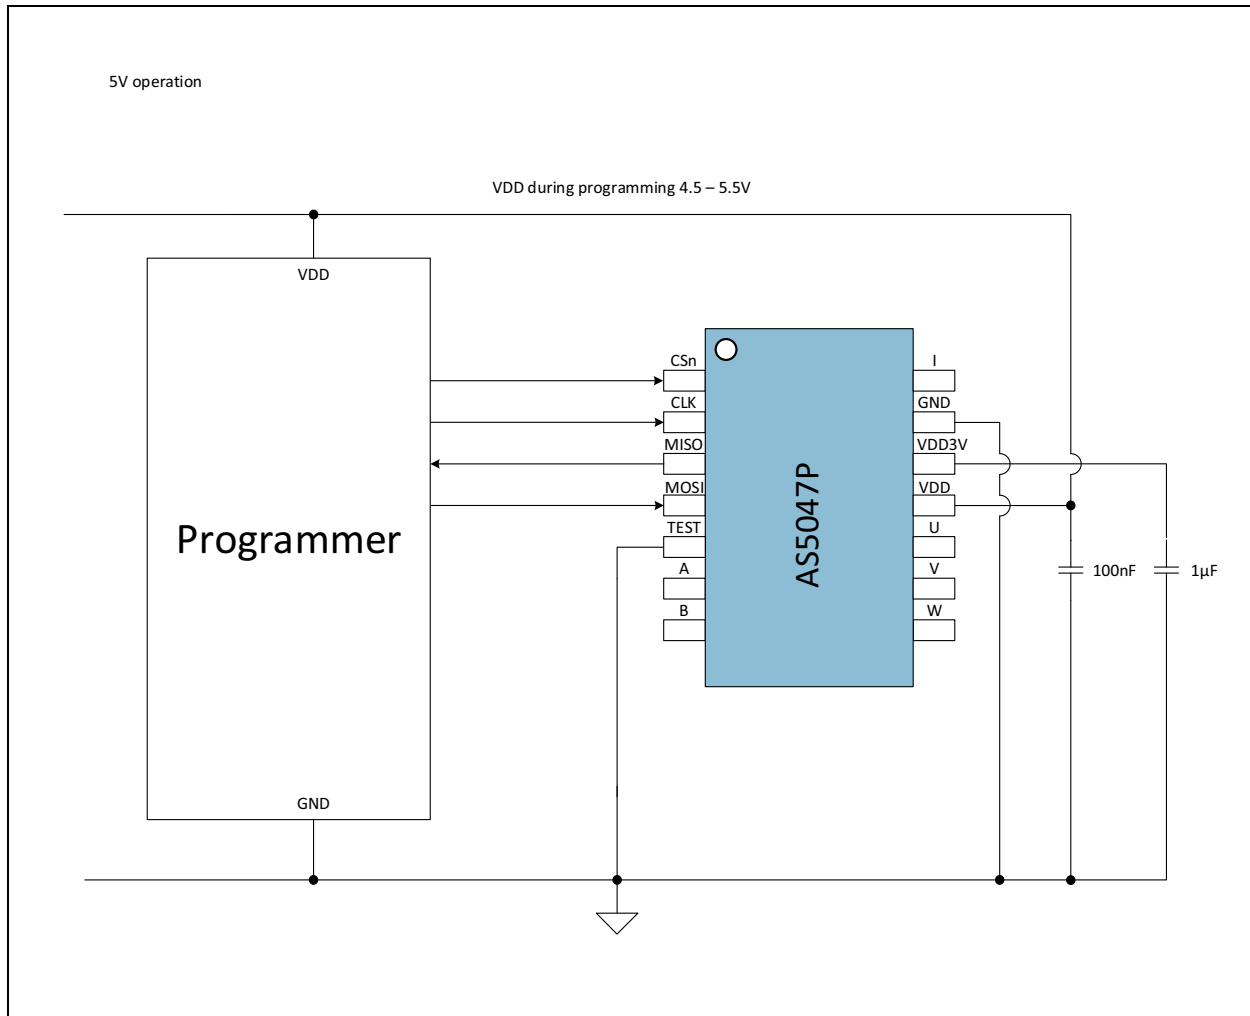 5V operation
VDD during programming 4.5 – 5.5V
VDD
Programmer
GND
CSn
CLK
MISO
MOSI
TEST
A
B
AS5047P
I
GND
VDD3V
VDD
U
V
W
100nF
1µF